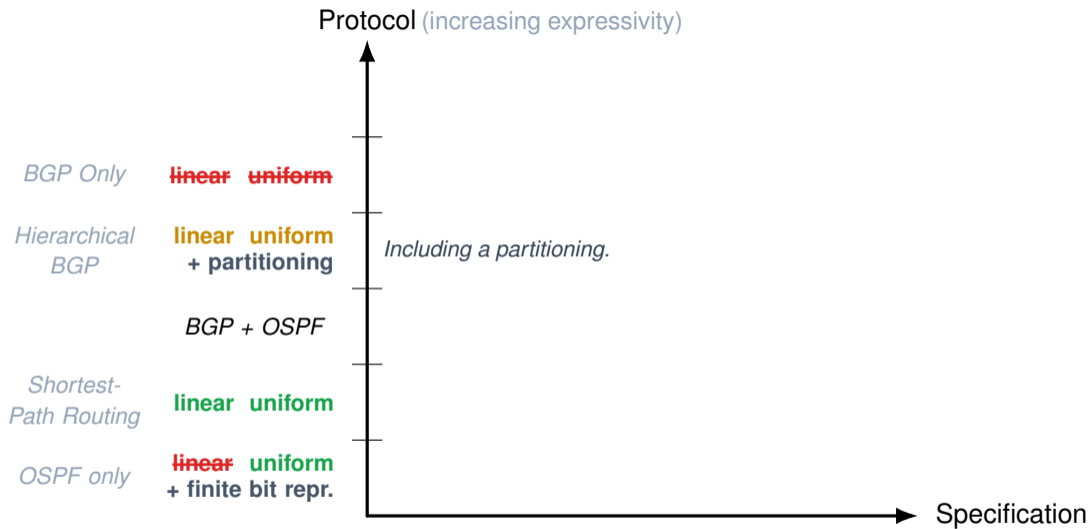 Protocol (increasing expressivity)
BGP Only
linear uniform
Hierarchical
BGP
linear uniform
+ partitioning
Including a partitioning.
BGP + OSPF
Shortest-
Path Routing
linear uniform
OSPF only
linear uniform
+ finite bit repr.
Specification